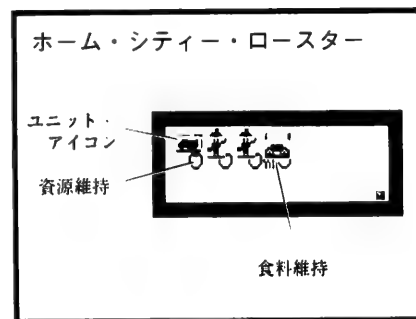 ホーム・シティー・ロースター
ユニット・
アイコン
資源維持
食料維持